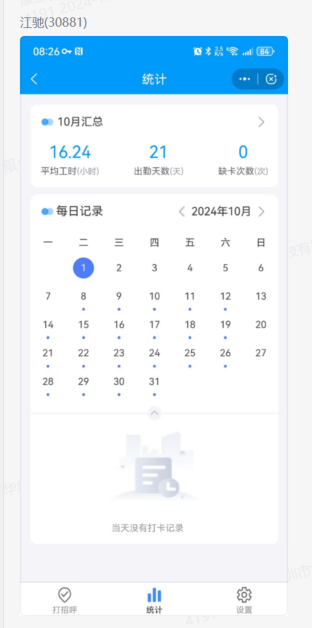 江驰(30881)
08:26
84
统计
10月汇总
16.24 21 0
平均工时(小时) 出勤天数(天) 缺卡次数(次)
每日记录 2024年10月
一 二 三 四 五 六 日
1 2 3 4 5 6
7 8 9 10 11 12 13
14 15 16 17 18 19 20
21 22 23 24 25 26 27
28 29 30 31
当天没有打卡记录
打招呼 统计 设置